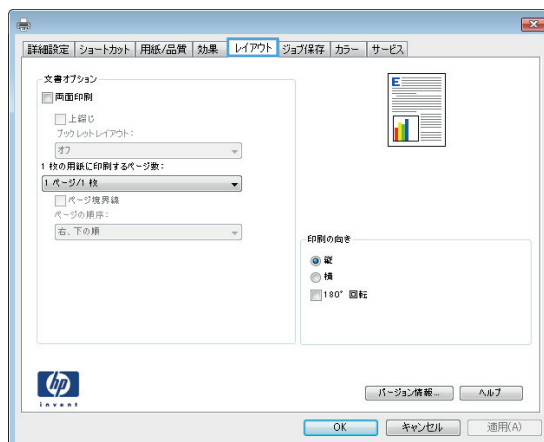 詳細設定 ショートカット 用紙/品質 効果 レイアウト ジョブ保存 カラー サービス
文書オプション
両面印刷
上綴じ
ブックレットレイアウト:
オフ
1 枚の用紙に印刷するページ数:
1 ページ/1 枚
ページ境界線
ページの順序:
右、下の順
E
印刷の向き
縦
横
180° 回転
hp
invent
バージョン情報... ヘルプ
OK キャンセル 適用(A)